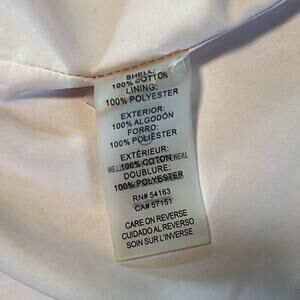 SHELL:
100% COTTON
LINING:
100% POLYESTER
EXTERIOR:
100% ALGODÓN
FORRO:
100% POLIÉSTER
EXTÉRIEUR:
100% COTON
DOUBLURE:
100% POLYESTER
RN# 54163
CA# 57151
CARE ON REVERSE
CUIDADO AL REVERSO
SOIN SUR L'INVERSE